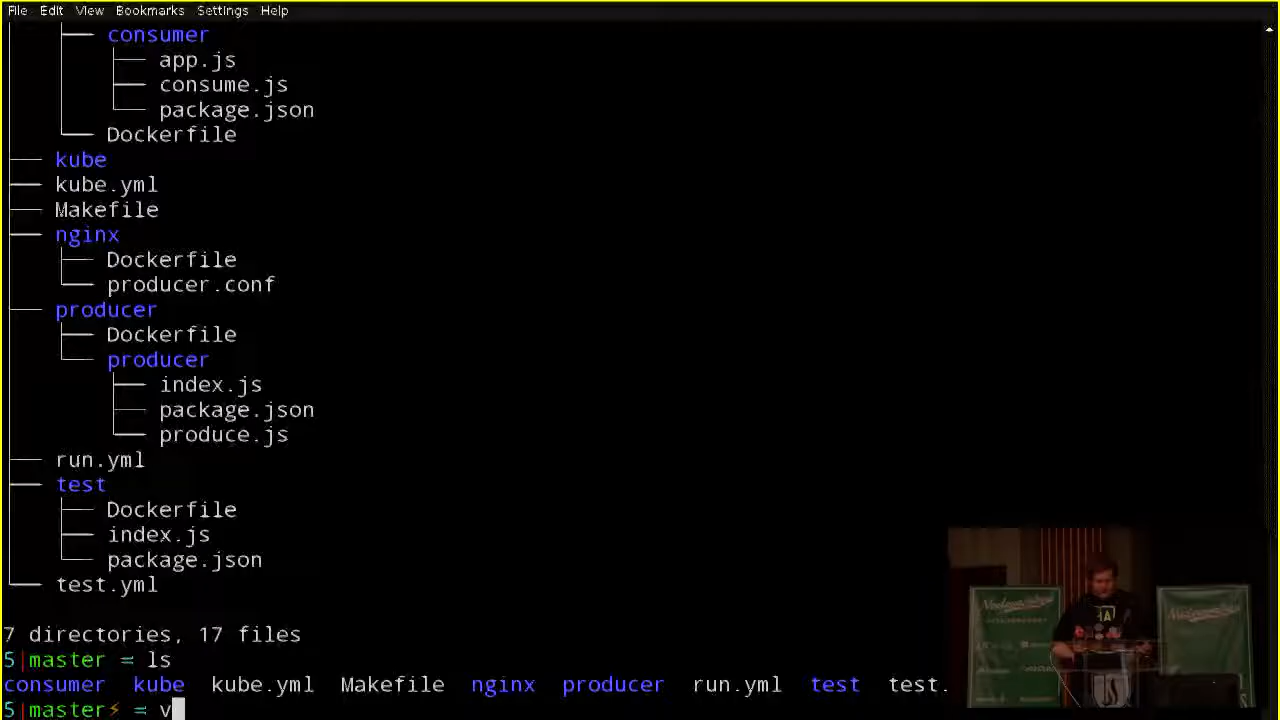 File Edit View Bookmarks Settings Help
consumer
app.js
consume.js
package.json
Dockerfile
kube
kube.yml
Makefile
nginx
Dockerfile
producer.conf
producer
Dockerfile
producer
index.js
package.json
produce.js
run.yml
test
Dockerfile
index.js
package.json
test.yml
7 directories, 17 files
5|master = ls
consumer kube kube.yml Makefile nginx producer run.yml test test.
5|master⚡ = v